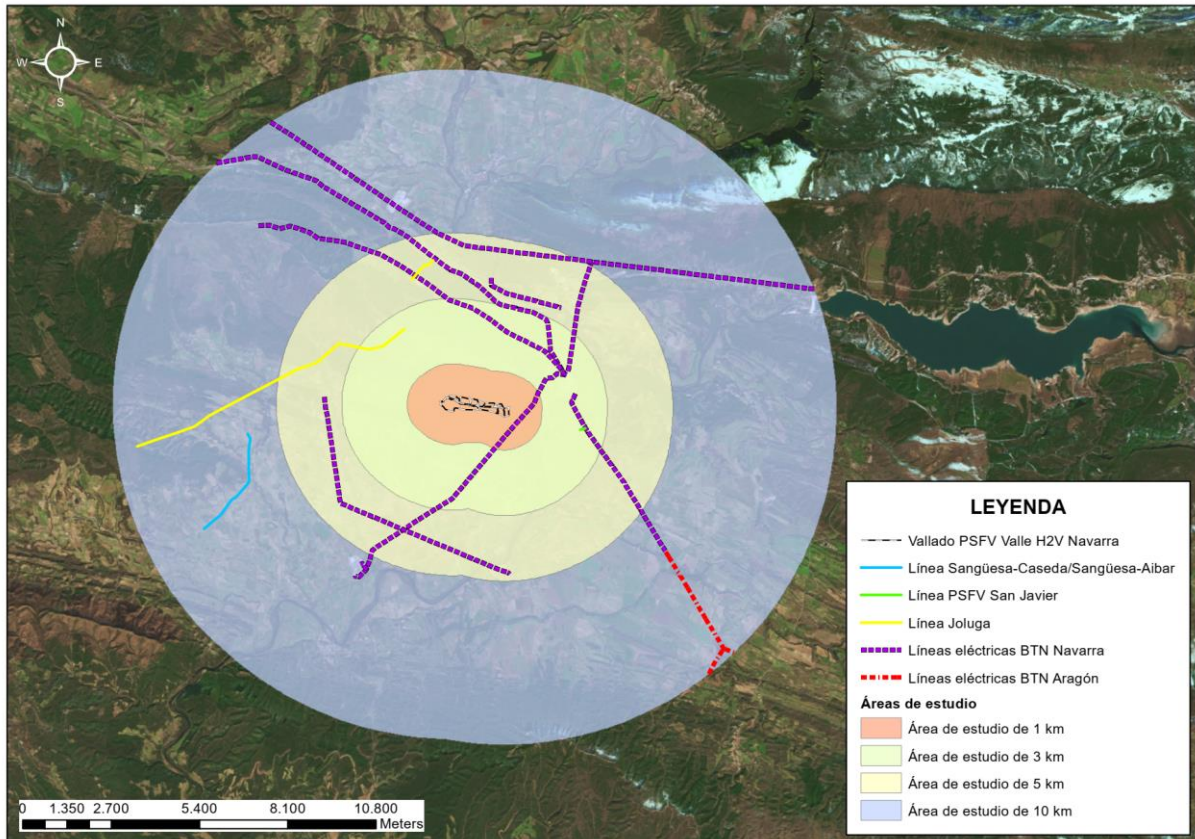 N
W E
S
LEYENDA
Vallado PSFV Valle H2V Navarra
Línea Sangüesa-Caseda/Sangüesa-Aibar
Línea PSFV San Javier
Línea Joluga
Líneas eléctricas BTN Navarra
Líneas eléctricas BTN Aragón
Áreas de estudio
Área de estudio de 1 km
Área de estudio de 3 km
Área de estudio de 5 km
Área de estudio de 10 km
0 1.350 2.700 5.400 8.100 10.800
Meters